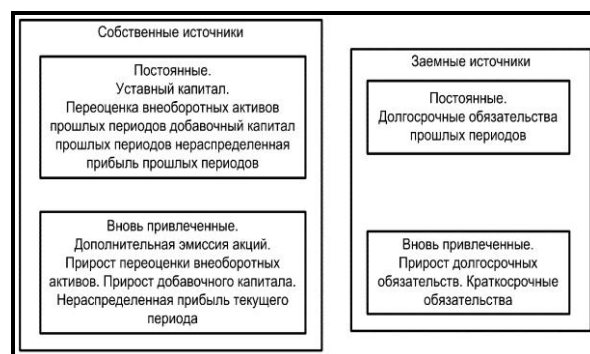 Собственные источники
Постоянные.
Уставный капитал.
Переоценка внеоборотных активов
прошлых периодов добавочный капитал
прошлых периодов нераспределенная
прибыль прошлых периодов
Вновь привлеченные.
Дополнительная эмиссия акций.
Прирост переоценки внеоборотных
активов. Прирост добавочного капитала.
Нераспределенная прибыль текущего
периода
Заемные источники
Постоянные.
Долгосрочные обязательства
прошлых периодов
Вновь привлеченные.
Прирост долгосрочных
обязательств. Краткосрочные
обязательства